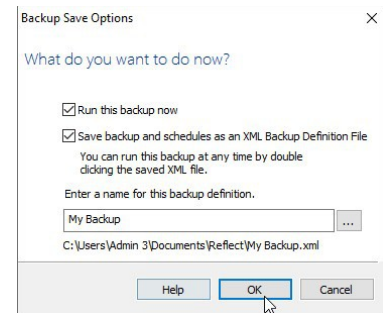 Backup Save Options
What do you want to do now?
Run this backup now
Save backup and schedules as an XML Backup Definition File
You can run this backup at any time by double
clicking the saved XML file.
Enter a name for this backup definition.
My Backup ...
C:\Users\Admin 3\Documents\Reflect\My Backup.xml
Help OK Cancel